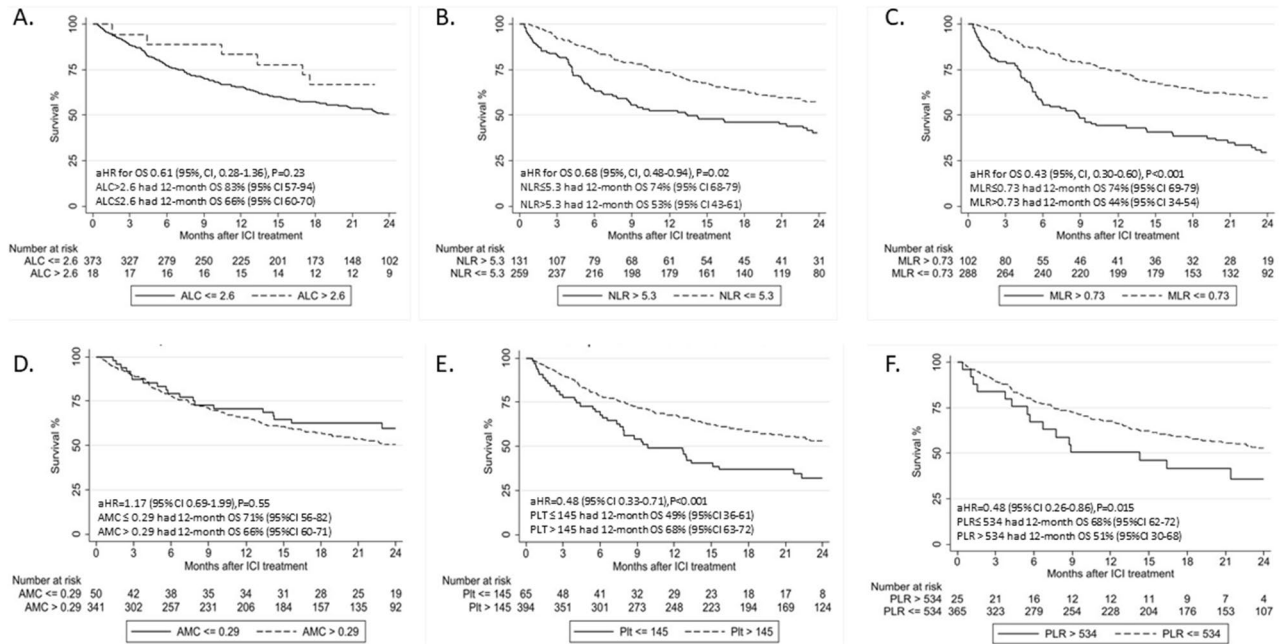 A.
100
75
50
25
0
Survival %
aHR for OS 0.61 (95%, CI, 0.28-1.36), P=0.23
ALC>2.6 had 12-month OS 83% (95% CI 57-94)
ALC≤2.6 had 12-month OS 66% (95% CI 60-70)
0 3 6 9 12 15 18 21 24
Months after ICI treatment
Number at risk
ALC <= 2.6 373 327 279 250 225 201 173 148 102
ALC > 2.6 18 17 16 16 15 14 12 12 9
ALC <= 2.6 ALC > 2.6
B.
100
75
50
25
0
Survival %
aHR for OS 0.68 (95%, CI, 0.48-0.94), P=0.02
NLR≤5.3 had 12-month OS 74% (95% CI 68-79)
NLR>5.3 had 12-month OS 53% (95% CI 43-61)
0 3 6 9 12 15 18 21 24
Months after ICI treatment
Number at risk
NLR > 5.3 131 107 79 68 61 54 45 41 31
NLR <= 5.3 259 237 216 198 179 161 140 119 80
NLR > 5.3 NLR <= 5.3
C.
100
75
50
25
0
Survival %
aHR for OS 0.43 (95%, CI, 0.30-0.60), P<0.001
MLR≤0.73 had 12-month OS 74% (95% CI 69-79)
MLR>0.73 had 12-month OS 44% (95% CI 34-54)
0 3 6 9 12 15 18 21 24
Months after ICI treatment
Number at risk
MLR > 0.73 102 80 55 46 41 36 32 28 19
MLR <= 0.73 288 264 240 220 199 179 153 132 92
MLR > 0.73 MLR <= 0.73
D.
100
75
50
25
0
Survival %
aHR=1.17 (95%CI 0.69-1.99),P=0.55
AMC ≤ 0.29 had 12-month OS 71% (95%CI 56-82)
AMC > 0.29 had 12-month OS 66% (95%CI 60-71)
0 3 6 9 12 15 18 21 24
Months after ICI treatment
Number at risk
AMC <= 0.29 50 42 38 35 34 31 28 25 19
AMC > 0.29 341 302 257 231 206 184 157 135 92
AMC <= 0.29 AMC > 0.29
E.
100
75
50
25
0
Survival %
aHR=0.48 (95%CI 0.33-0.71),P<0.001
PLT ≤ 145 had 12-month OS 49% (95%CI 36-61)
PLT > 145 had 12-month OS 68% (95%CI 63-72)
0 3 6 9 12 15 18 21 24
Months after ICI treatment
Number at risk
Plt <= 145 65 48 41 32 29 23 18 17 8
Plt > 145 394 351 301 273 248 223 194 169 124
Plt <= 145 Plt > 145
F.
100
75
50
25
0
Survival %
aHR=0.48 (95%CI 0.26-0.86),P=0.015
PLR≤ 534 had 12-month OS 68% (95%CI 62-72)
PLR > 534 had 12-month OS 51% (95%CI 30-68)
0 3 6 9 12 15 18 21 24
Months after ICI treatment
Number at risk
PLR > 534 25 21 16 12 12 11 9 7 4
PLR <= 534 365 323 279 254 228 204 176 153 107
PLR > 534 PLR <= 534